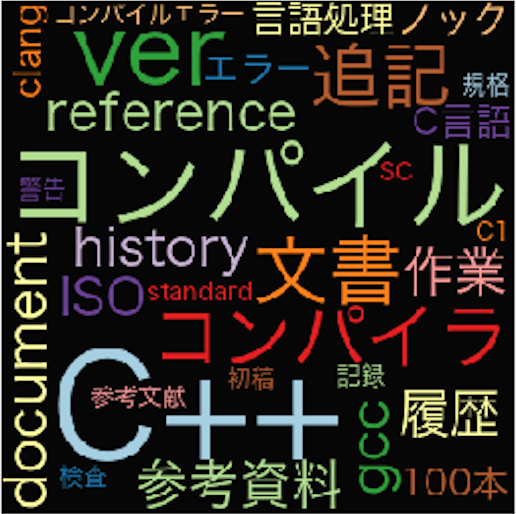 clang
コンパイルエラー
言語処理
ノック
ver
エラー
追記
規格
reference
C言語
コンパイル
sc
警告
C1
document
history
文書
作業
ISO
standard
コンパイラ
C++
参考文献
初稿
記録
gcc
履歴
検査
参考資料
100本